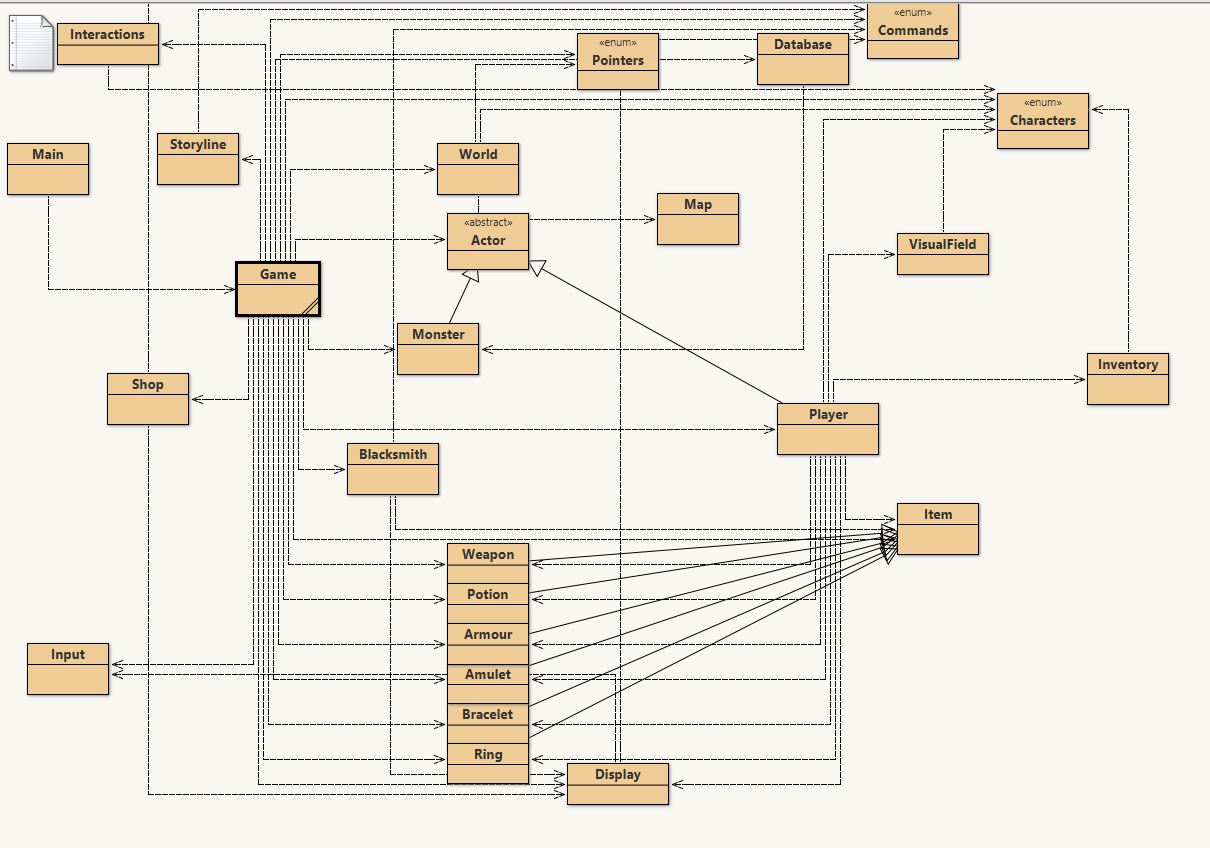 «enum»
Commands
Interactions
«enum»
Pointers
Database
«enum»
Characters
Storyline
Main
World
Map
«abstract»
Actor
VisualField
Game
Monster
Inventory
Shop
Player
Blacksmith
Item
Weapon
Potion
Armour
Input
Amulet
Bracelet
Ring
Display